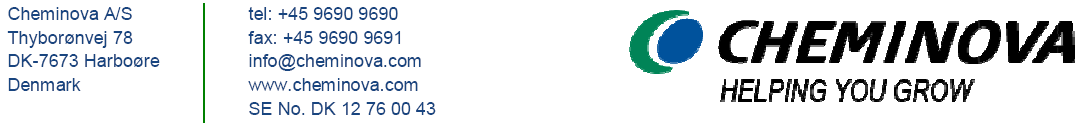 Cheminova A/S
Thyborønvej 78
DK-7673 Harboøre
Denmark
tel: +45 9690 9690
fax: +45 9690 9691
info@cheminova.com
www.cheminova.com
SE No. DK 12 76 00 43
CHEMINOVA
HELPING YOU GROW